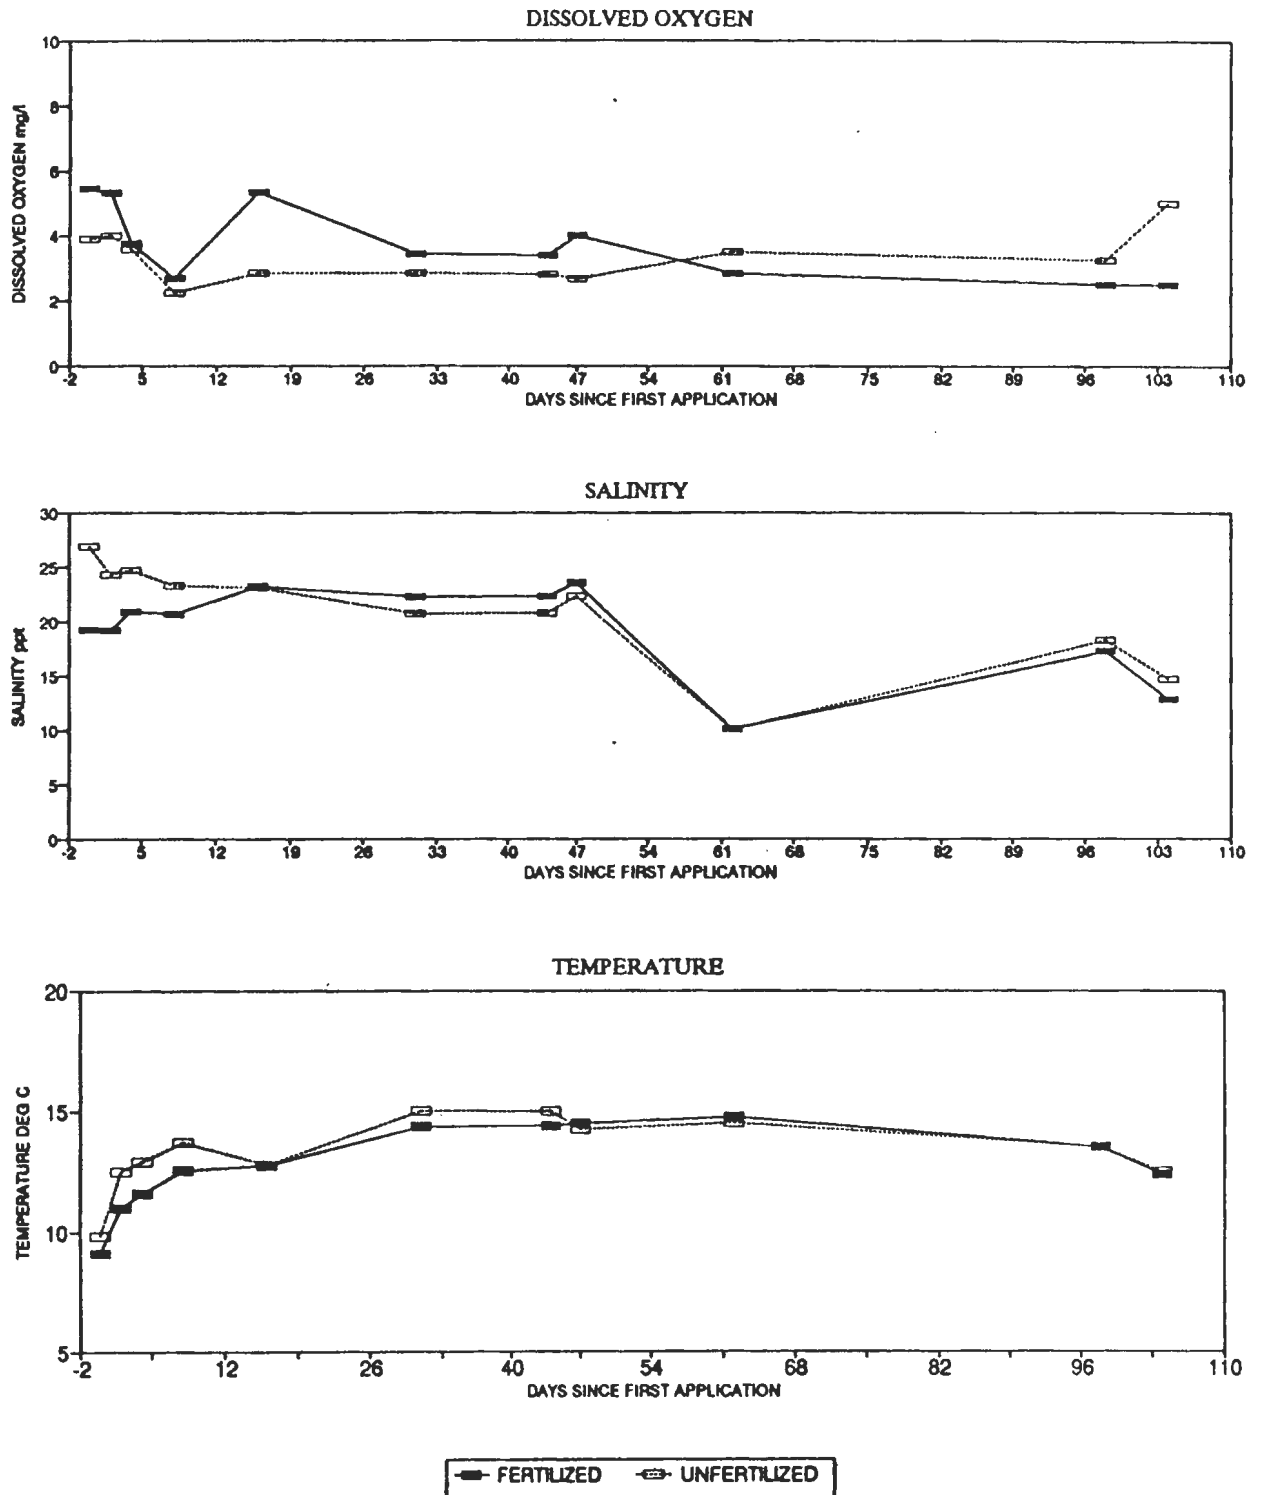 DISSOLVED OXYGEN
10
8
6
4
2
0
DISSOLVED OXYGEN mg/l
-2 5 12 19 26 33 40 47 54 61 68 75 82 89 96 103 110
DAYS SINCE FIRST APPLICATION
SALINITY
30
25
20
15
10
5
0
SALINITY ppt
-2 5 12 19 26 33 40 47 54 61 68 75 82 89 96 103 110
DAYS SINCE FIRST APPLICATION
TEMPERATURE
20
15
10
5
TEMPERATURE DEG C
-2 12 26 40 54 68 82 96 110
DAYS SINCE FIRST APPLICATION
FERTILIZED UNFERTILIZED